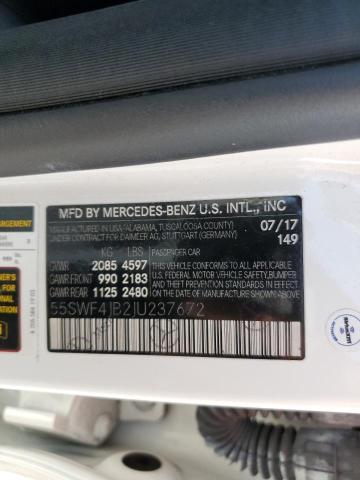 MFD BY MERCEDES-BENZ U.S. INTL., INC
MANUFACTURED IN USA (ALABAMA, TUSCALOOSA COUNTY)
UNDER CONTRACT FOR DAIMLER AG, STUTTGART (GERMANY)
07/17
149
KG LBS PASSENGER CAR
GVWR 2085 4597
GAWR FRONT 990 2183
GAWR REAR 1125 2480
THIS VEHICLE CONFORMS TO ALL
APPLICABLE U.S. FEDERAL MOTOR
VEHICLE SAFETY, BUMPER
AND THEFT PREVENTION STANDARDS
IN EFFECT ON THE DATE OF
MANUFACTURE SHOWN ABOVE.
55SWF4JB2JU237672